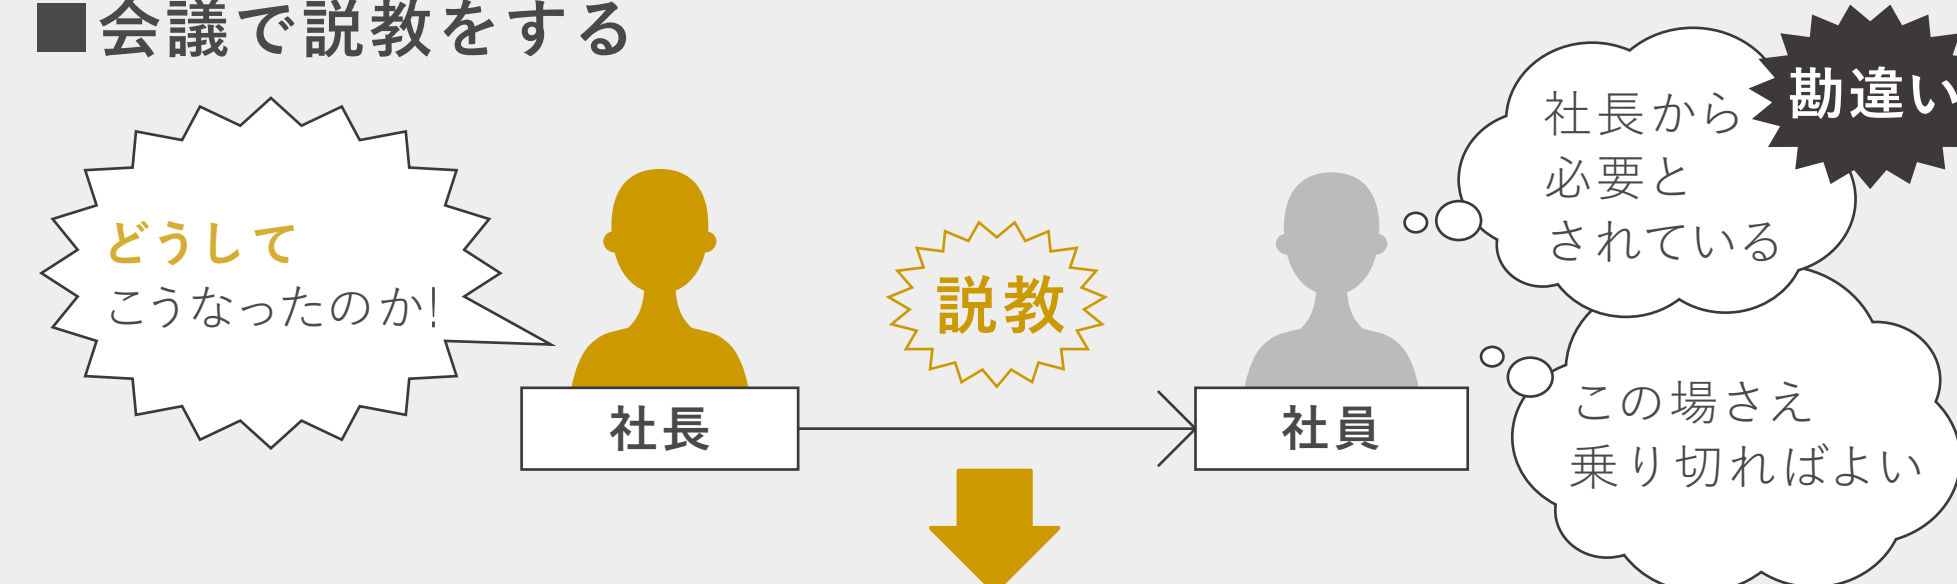 ■会議で説教をする
どうして
こうなったのか!
社長
説教
社員
社長から
必要と
されている
勘違い
この場さえ
乗り切ればよい